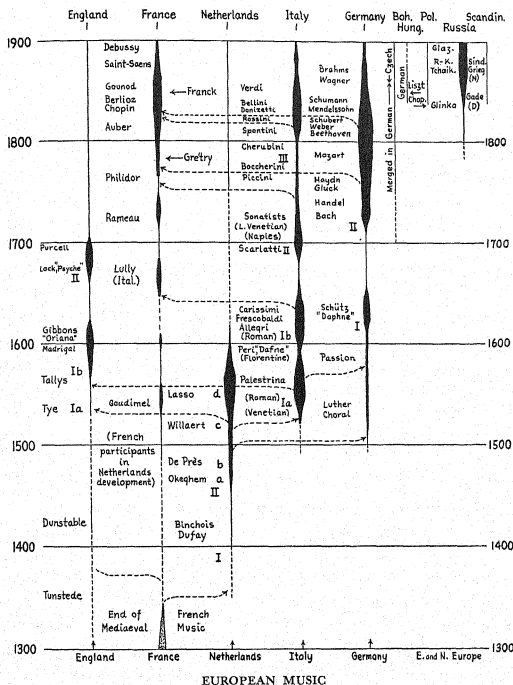 England France Netherlands Italy Germany Boh. Pol. Scandin.
Hung. Russia
1900 1900
Debussy
Saint-Saens
Gounod
Berlioz
Chopin
Auber
Franck
Grétry
Philidor
Rameau
Verdi
Bellini
Donizetti
Rossini
Spontini
Cherubini
III
Boccherini
Piccini
Brahms
Wagner
Schumann
Mendelssohn
Schubert
Weber
Beethoven
Mozart
Haydn
Gluck
Handel
Bach
II
Merged in German
Czech
German
Liszt
Chop.
Glaz.
R-K.
Tchaik.
Glinka
Sind.
Grieg
(N)
Gade
(D)
1800 1800
Sonatists
(L. Venetian)
(Naples)
Scarlatti II
1700 1700
Purcell
Lock, "Psyche"
II
Lully
(Ital.)
Carissimi
Frescobaldi
Allegri
(Roman) Ib
Peri, "Dafne"
(Florentine)
Schütz
"Daphne"
I
Gibbons
"Oriana"
Madrigal
1600 1600
Ib
Tallys
Tye Ia
Goudimel
Lasso d
Willaert c
Palestrina
(Roman)
Ia
(Venetian)
Passion
Luther
Choral
1500 1500
(French
participants
in
Netherlands
development)
De Près b
Okeghem a
II
Dunstable
Binchois
Dufay
1400 1400
I
Tunstede
End of French
Mediaeval Music
1300 1300
England France Netherlands Italy Germany E. and N. Europe
EUROPEAN MUSIC